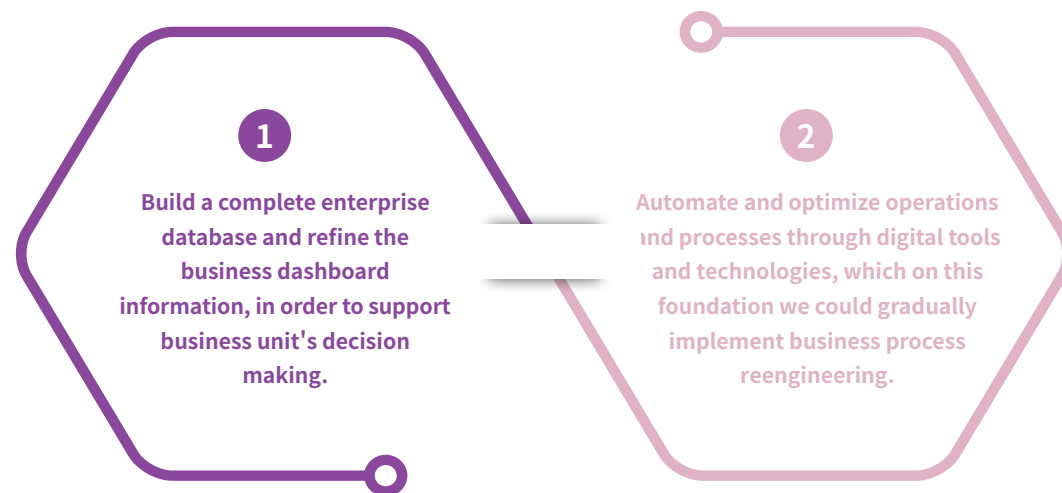 1
Build a complete enterprise
database and refine the
business dashboard
information, in order to support
business unit's decision
making.
2
Automate and optimize operations
and processes through digital tools
and technologies, which on this
foundation we could gradually
implement business process
reengineering.